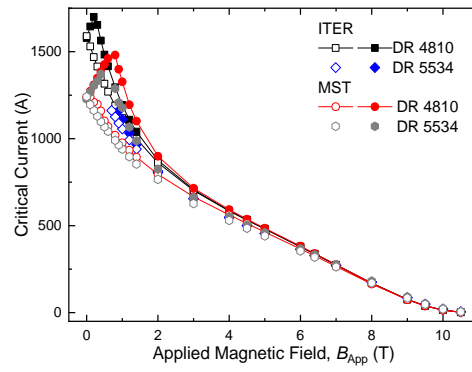 ITER
DR 4810
DR 5534
MST
DR 4810
DR 5534
Critical Current (A)
1500
1000
500
0
0 2 4 6 8 10
Applied Magnetic Field, B_App (T)